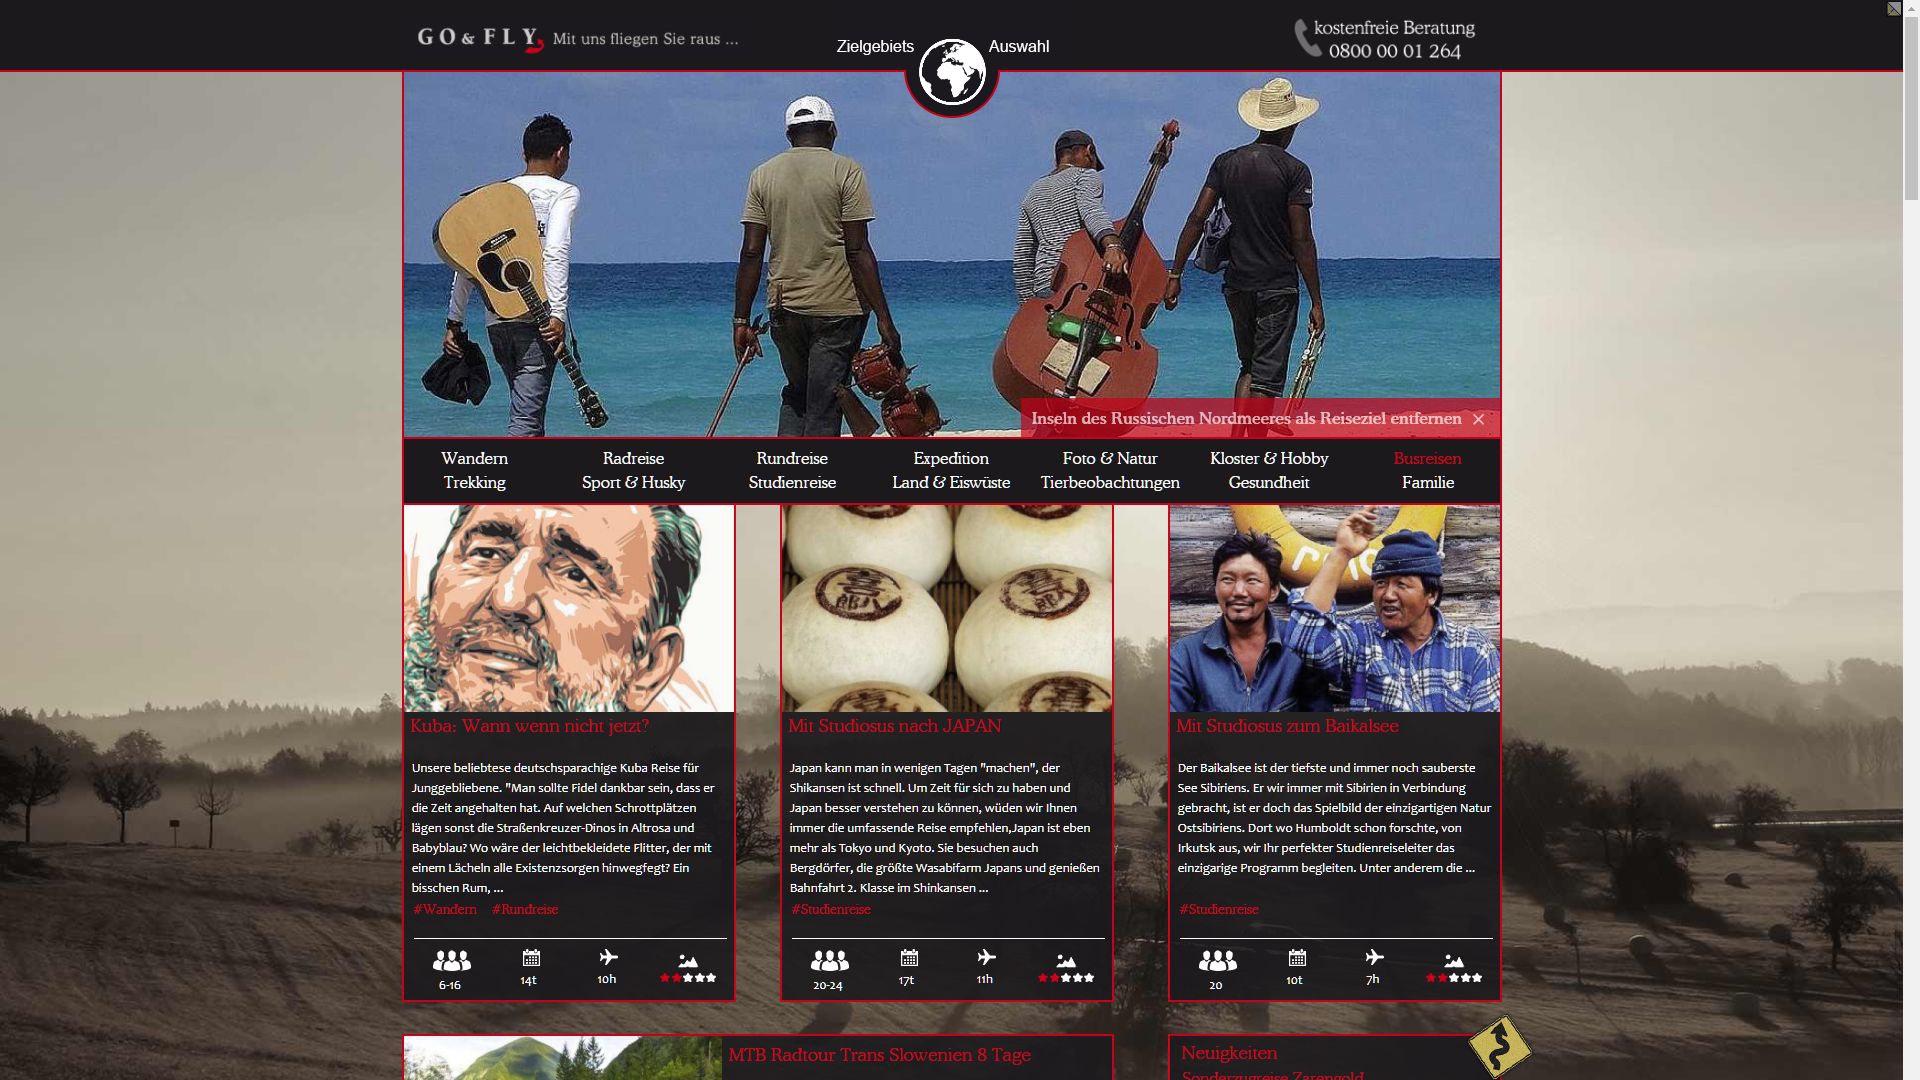 GO & FLY Mit uns fliegen Sie raus ...
Zielgebiets Auswahl
kostenfreie Beratung
0800 00 01 264
Inseln des Russischen Nordmeeres als Reiseziel entfernen ×
Wandern
Trekking
Radreise
Sport & Husky
Rundreise
Studienreise
Expedition
Land & Eiswüste
Foto & Natur
Tierbeobachtungen
Kloster & Hobby
Gesundheit
Busreisen
Familie
Kuba: Wann wenn nicht jetzt?
Unsere beliebtese deutschsparachige Kuba Reise für
Junggebliebene. "Man sollte Fidel dankbar sein, dass er
die Zeit angehalten hat. Auf welchen Schrottplätzen
lägen sonst die Straßenkreuzer-Dinos in Altrosa und
Babyblau? Wo wäre der leichtbekleidete Flitter, der mit
einem Lächeln alle Existenzsorgen hinwegfegt? Ein
bisschen Rum, ...
#Wandern #Rundreise
6-16
14t
10h
Mit Studiosus nach JAPAN
Japan kann man in wenigen Tagen "machen", der
Shikansen ist schnell. Um Zeit für sich zu haben und
Japan besser verstehen zu können, wüden wir Ihnen
immer die umfassende Reise empfehlen,Japan ist eben
mehr als Tokyo und Kyoto. Sie besuchen auch
Bergdörfer, die größte Wasabifarm Japans und genießen
Bahnfahrt 2. Klasse im Shinkansen ...
#Studienreise
20-24
17t
11h
Mit Studiosus zum Baikalsee
Der Baikalsee ist der tiefste und immer noch sauberste
See Sibiriens. Er wir immer mit Sibirien in Verbindung
gebracht, ist er doch das Spielbild der einzigartigen Natur
Ostsibiriens. Dort wo Humboldt schon forschte, von
Irkutsk aus, wir Ihr perfekter Studienreiseleiter das
einzigarige Programm begleiten. Unter anderem die ...
#Studienreise
20
10t
7h
MTB Radtour Trans Slowenien 8 Tage
Neuigkeiten
Sonderzugreise Zarengold